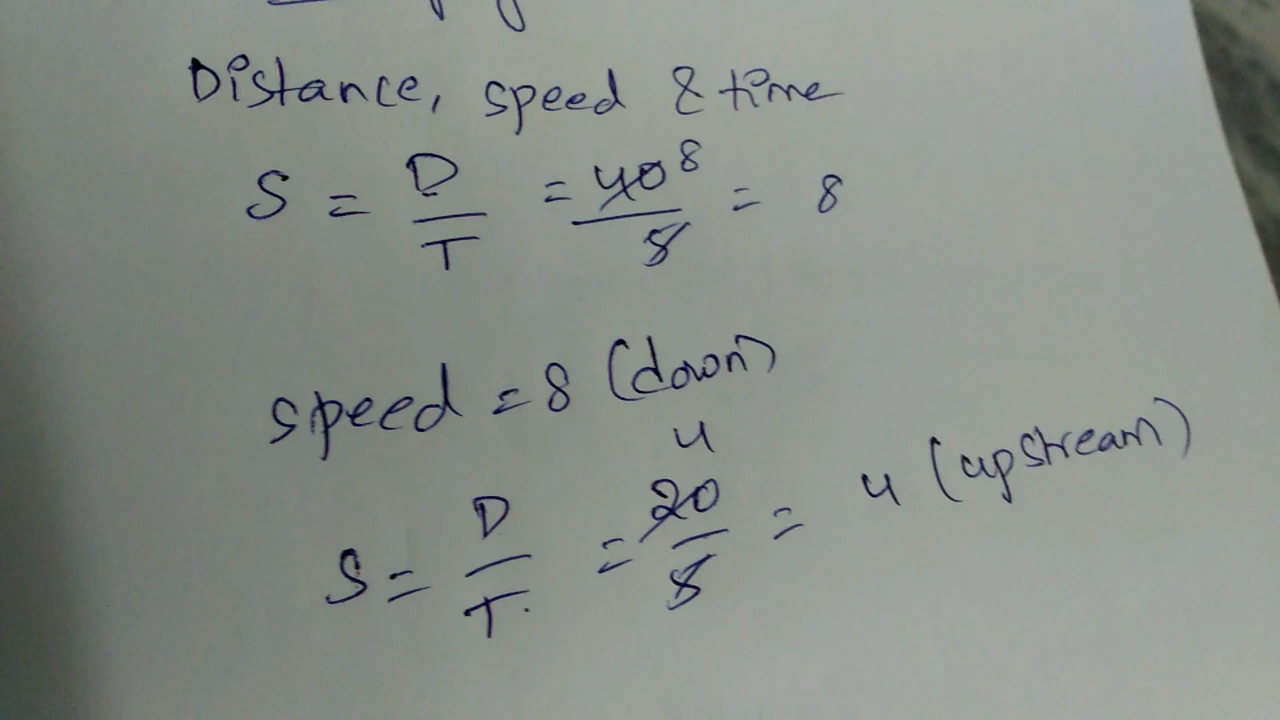 Distance, speed & time
S = D/T = 40/5 8 = 8
speed = 8 (down)
4
S = D/T = 20/5 = 4 (upstream)